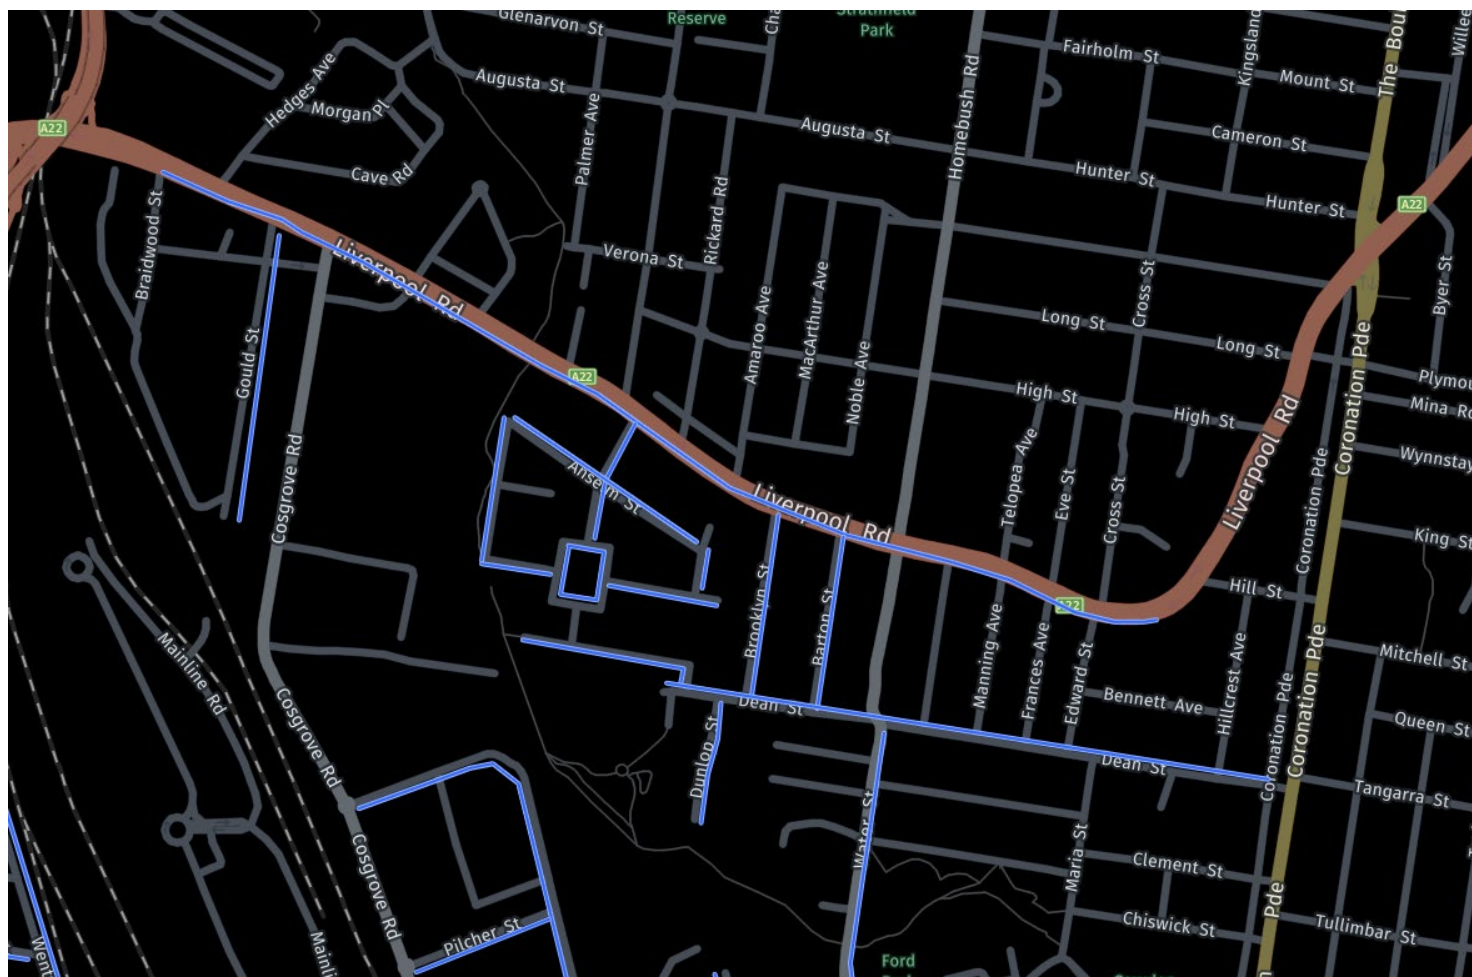 Glenarvon St
Reserve
Cha
Strathfield
Park
Homebush Rd
Fairholm St
Kingsland
Mount St
The Bou
Wille
Hedges Ave
Morgan Pl
Augusta St
Palmer Ave
Augusta St
Cameron St
A22
Cave Rd
Hunter St
Hunter St
A22
Braidwood St
Liverpool Rd
Verona St
Rickard Rd
Amaroo Ave
MacArthur Ave
Noble Ave
Cross St
Long St
Long St
Byer St
Gould St
A22
High St
High St
Coronation Pde
Plymou
Mina Ro
Cosgrove Rd
Anselm St
Liverpool Rd
Telopea Ave
Eve St
Cross St
Liverpool Rd
Coronation Pde
Wynnstay
King St
A22
Hill St
Brooklyn St
Barton St
Manning Ave
Frances Ave
Edward St
Bennett Ave
Hillcrest Ave
Coronation Pde
Coronation Pde
Mitchell St
Mainline Rd
Cosgrove Rd
Dean St
Dunlop St
Dean St
Queen St
Tangarra St
Water St
Maria St
Clement St
Cosgrove Rd
Pilcher St
Chiswick St
Pde
Tullimbar St
Went
Mainli
Ford